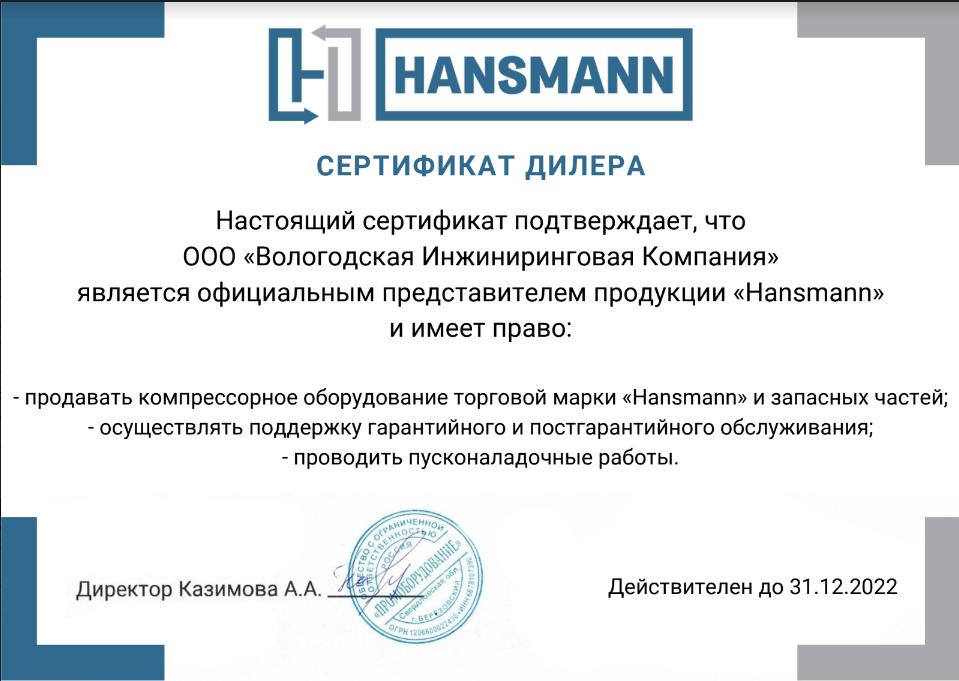 HANSMANN
СЕРТИФИКАТ ДИЛЕРА
Настоящий сертификат подтверждает, что
ООО «Вологодская Инжиниринговая Компания»
является официальным представителем продукции «Hansmann»
и имеет право:
- продавать компрессорное оборудование торговой марки «Hansmann» и запасных частей;
- осуществлять поддержку гарантийного и постгарантийного обслуживания;
- проводить пусконаладочные работы.
Директор Казимова А.А.
ОБЩЕСТВО С ОГРАНИЧЕННОЙ
ОТВЕТСТВЕННОСТЬЮ
РОССИЯ
«ПРОМОБОРУДОВАНИЕ»
Свердловская обл.
г. БЕРЁЗОВСКИЙ
ОГРН 1206600022430 • ИНН
Действителен до 31.12.2022